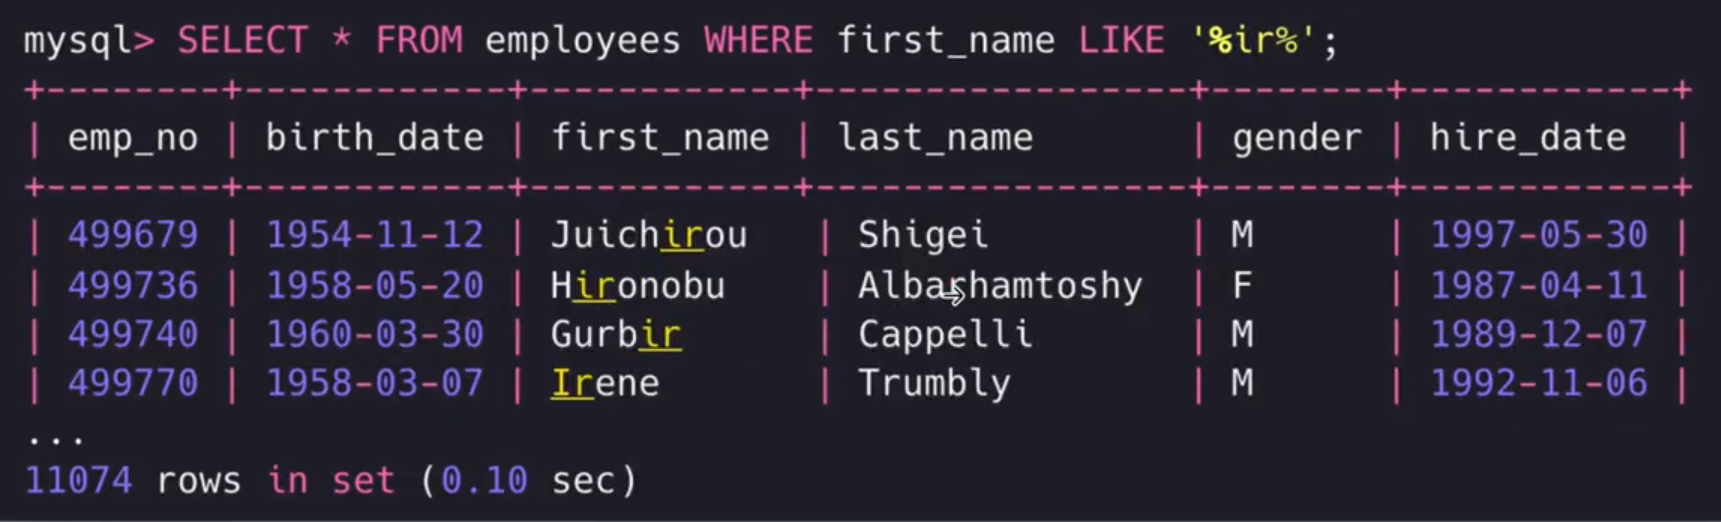 mysql> SELECT * FROM employees WHERE first_name LIKE '%ir%';
+--------+------------+------------+-----------------+--------+------------+
| emp_no | birth_date | first_name | last_name | gender | hire_date |
+--------+------------+------------+-----------------+--------+------------+
| 499679 | 1954-11-12 | Juichirou | Shigei | M | 1997-05-30 |
| 499736 | 1958-05-20 | Hironobu | Albarhamtoshy | F | 1987-04-11 |
| 499740 | 1960-03-30 | Gurbir | Cappelli | M | 1989-12-07 |
| 499770 | 1958-03-07 | Irene | Trumbly | M | 1992-11-06 |
...
11074 rows in set (0.10 sec)